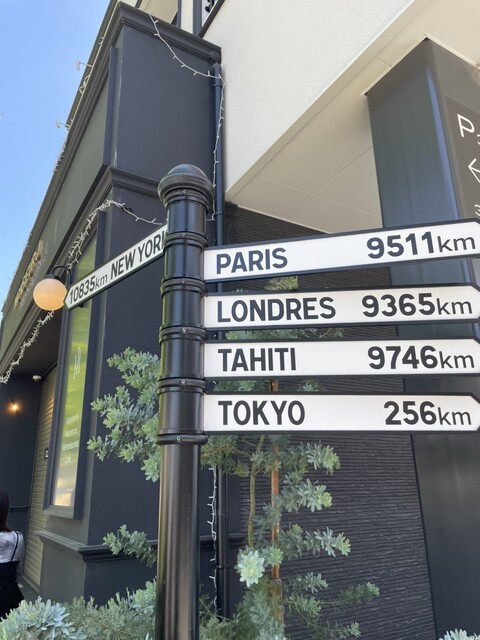 10835km NEW YORK
PARIS 9511km
LONDRES 9365km
TAHITI 9746km
TOKYO 256km
P